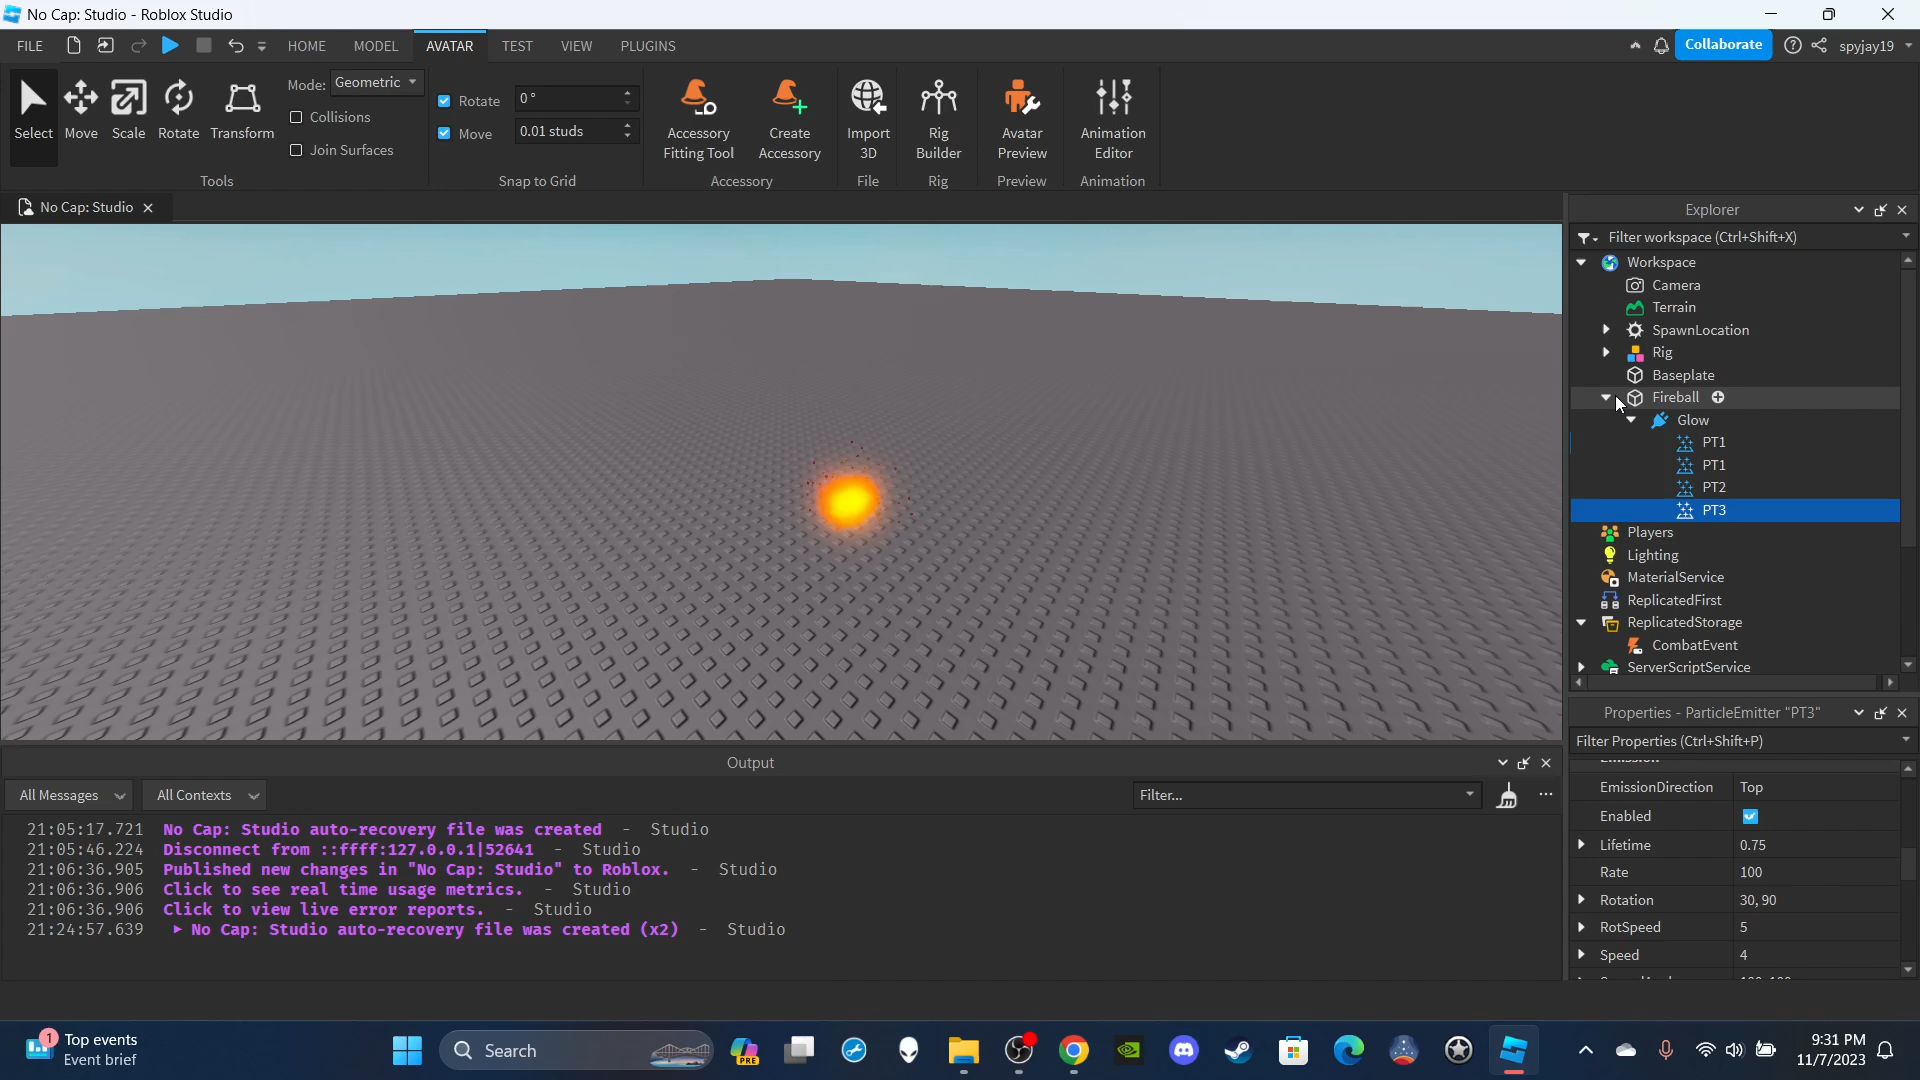 No Cap: Studio - Roblox Studio
FILE HOME MODEL AVATAR TEST VIEW PLUGINS Collaborate spyjay19
Select Move Scale Rotate Transform
Mode: Geometric
Collisions
Join Surfaces
Tools
Rotate 0 °
Move 0.01 studs
Snap to Grid
Accessory
Fitting Tool
Create
Accessory
Accessory
Import
3D
File
Rig
Builder
Rig
Avatar
Preview
Preview
Animation
Editor
Animation
No Cap: Studio
Explorer
Filter workspace (Ctrl+Shift+X)
Workspace
Camera
Terrain
SpawnLocation
Rig
Baseplate
Fireball
Glow
PT1
PT1
PT2
PT3
Players
Lighting
MaterialService
ReplicatedFirst
ReplicatedStorage
CombatEvent
ServerScriptService
Properties - ParticleEmitter "PT3"
Filter Properties (Ctrl+Shift+P)
EmissionDirection Top
Enabled
Lifetime 0.75
Rate 100
Rotation 30, 90
RotSpeed 5
Speed 4
Output
All Messages All Contexts Filter... ...
21:05:17.721 No Cap: Studio auto-recovery file was created - Studio
21:05:46.224 Disconnect from ::ffff:127.0.0.1|52641 - Studio
21:06:36.905 Published new changes in "No Cap: Studio" to Roblox. - Studio
21:06:36.906 Click to see real time usage metrics. - Studio
21:06:36.906 Click to view live error reports. - Studio
21:24:57.639 No Cap: Studio auto-recovery file was created (x2) - Studio
1 Top events
Event brief
Search
PRE
9:31 PM
11/7/2023